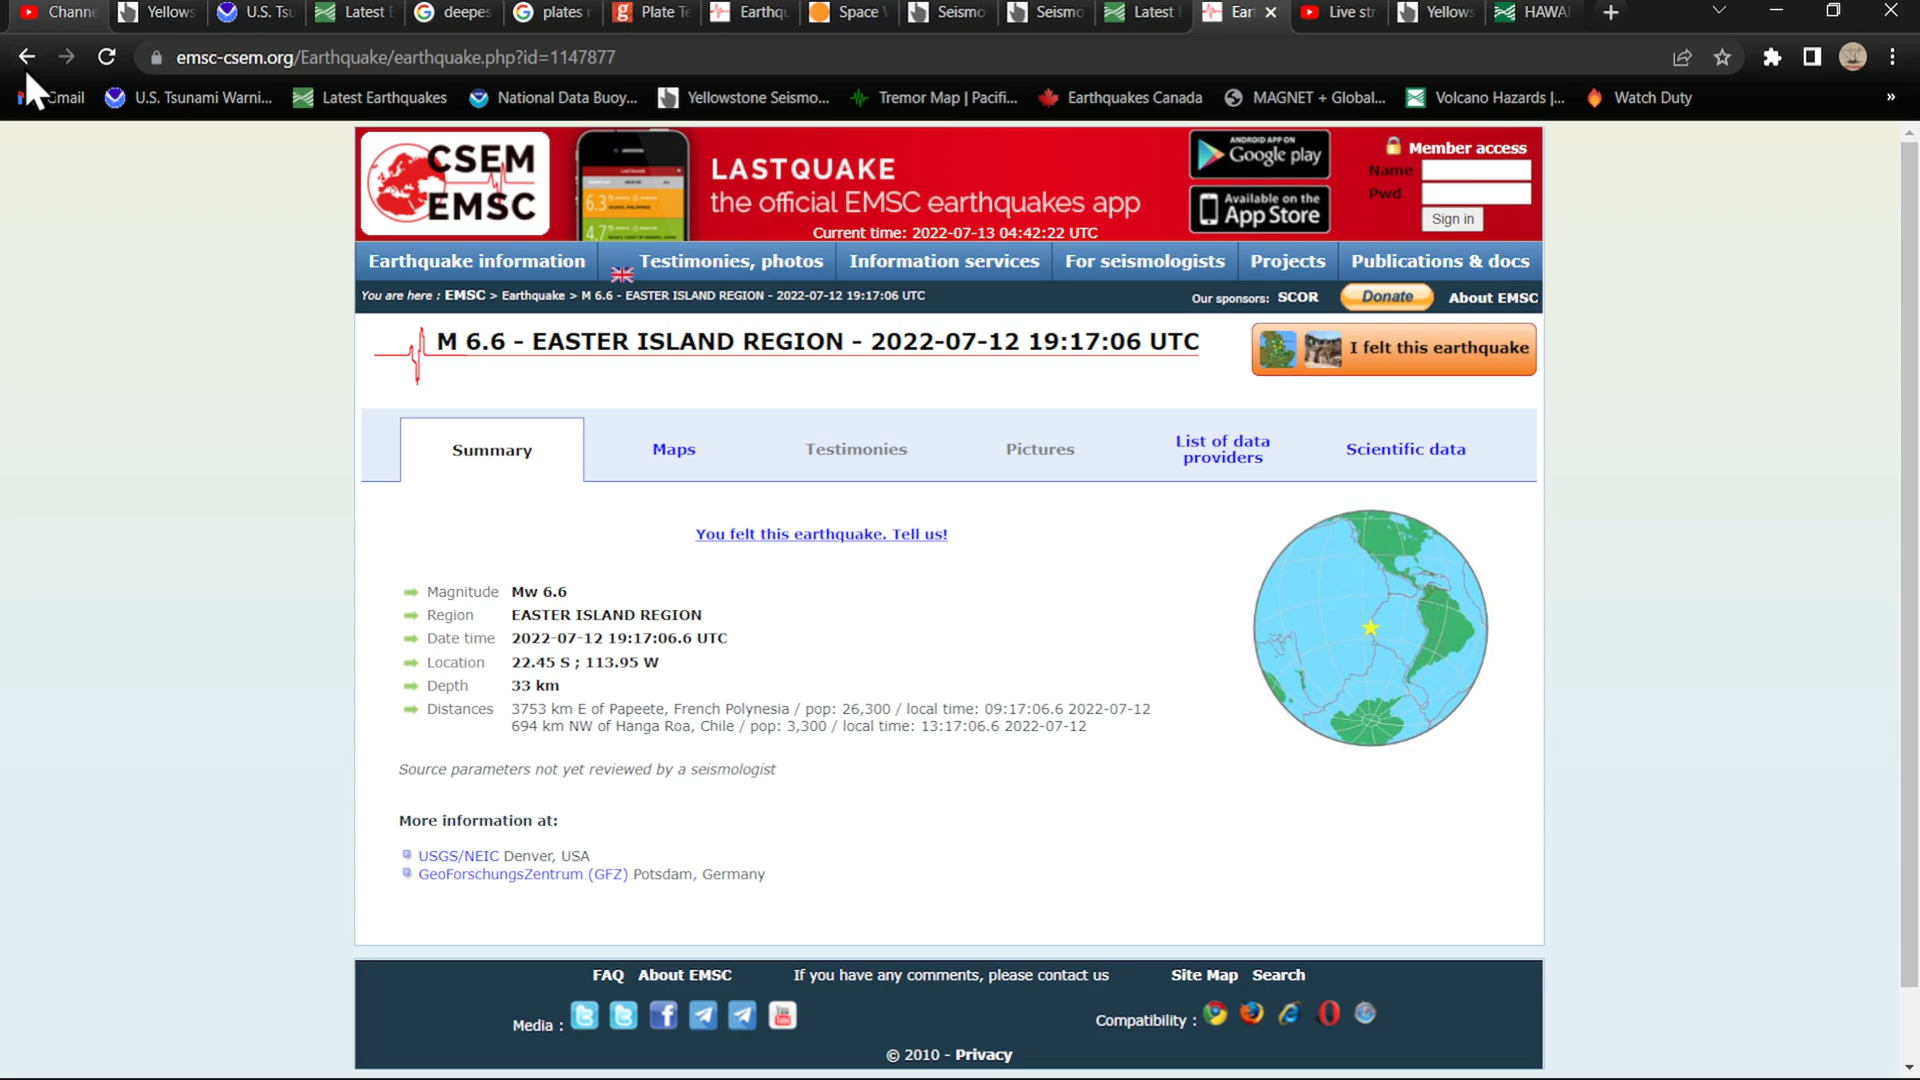 Channe Yellows U.S. Tsu Latest E deepes plates r Plate Te Earthqu Space Seismo Seismo Latest Ear Live str Yellows HAWAI
emsc-csem.org/Earthquake/earthquake.php?id=1147877
Gmail U.S. Tsunami Warni... Latest Earthquakes National Data Buoy... Yellowstone Seismo... Tremor Map | Pacifi... Earthquakes Canada MAGNET + Global... Volcano Hazards |... Watch Duty »
CSEM
EMSC
LASTQUAKE
the official EMSC earthquakes app
Current time: 2022-07-13 04:42:22 UTC
6.3
4.7
ANDROID APP ON
Google play
Available on the
App Store
Member access
Name
Pwd
Sign in
Earthquake information Testimonies, photos Information services For seismologists Projects Publications & docs
You are here : EMSC > Earthquake > M 6.6 - EASTER ISLAND REGION - 2022-07-12 19:17:06 UTC
Our sponsors: SCOR Donate About EMSC
M 6.6 - EASTER ISLAND REGION - 2022-07-12 19:17:06 UTC
I felt this earthquake
Summary Maps Testimonies Pictures List of data providers Scientific data
You felt this earthquake. Tell us!
Magnitude Mw 6.6
Region EASTER ISLAND REGION
Date time 2022-07-12 19:17:06.6 UTC
Location 22.45 S ; 113.95 W
Depth 33 km
Distances 3753 km E of Papeete, French Polynesia / pop: 26,300 / local time: 09:17:06.6 2022-07-12
694 km NW of Hanga Roa, Chile / pop: 3,300 / local time: 13:17:06.6 2022-07-12
Source parameters not yet reviewed by a seismologist
More information at:
USGS/NEIC Denver, USA
GeoForschungsZentrum (GFZ) Potsdam, Germany
FAQ About EMSC If you have any comments, please contact us Site Map Search
Media :
Compatibility :
© 2010 - Privacy